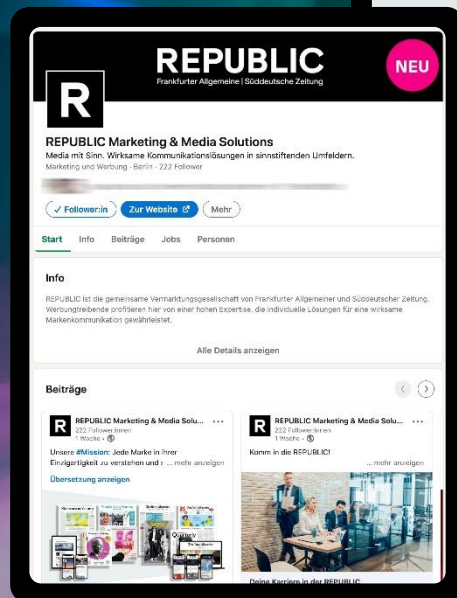 REPUBLIC
Frankfurter Allgemeine | Süddeutsche Zeitung
NEU
R
REPUBLIC Marketing & Media Solutions
Media mit Sinn. Wirksame Kommunikationslösungen in sinnstiftenden Umfeldern.
Marketing und Werbung · Berlin · 222 Follower
✓ Follower:in
Zur Website
Mehr
Start Info Beiträge Jobs Personen
Info
REPUBLIC ist die gemeinsame Vermarktungsgesellschaft von Frankfurter Allgemeiner und Süddeutscher Zeitung.
Werbungtreibende profitieren hier von einer hohen Expertise, die individuelle Lösungen für eine wirksame
Markenkommunikation gewährleistet.
Alle Details anzeigen
Beiträge
R
REPUBLIC Marketing & Media Solu...
222 Follower:innen
1 Woche •
Unsere #Mission: Jede Marke in ihrer
Einzigartigkeit zu verstehen und s ... mehr anzeigen
Übersetzung anzeigen
Quarterly
R
REPUBLIC Marketing & Media Solu...
222 Follower:innen
1 Woche •
Komm in die REPUBLIC!
... mehr anzeigen
Deine Karriere in der REPUBLIC